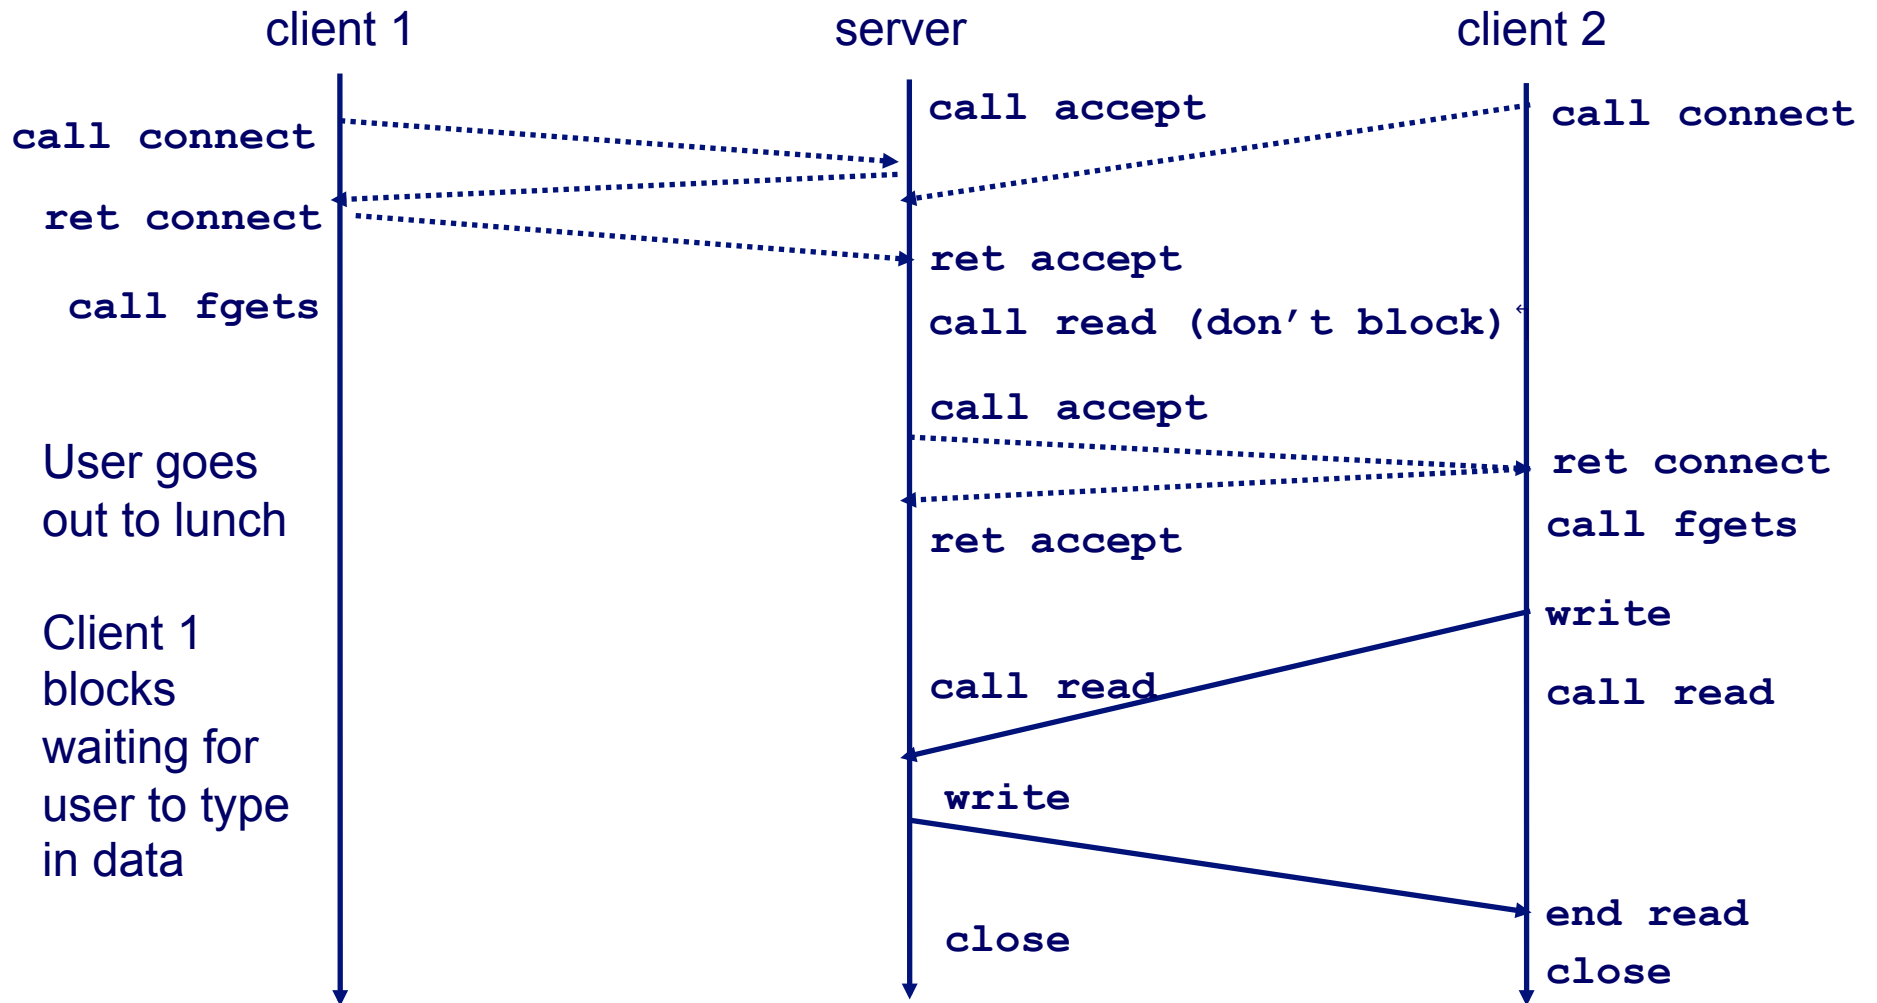 client 1
server
client 2
call connect
ret connect
call fgets
User goes
out to lunch
Client 1
blocks
waiting for
user to type
in data
call accept
ret accept
call read (don’t block)
call accept
ret accept
call read
write
close
call connect
ret connect
call fgets
write
call read
end read
close